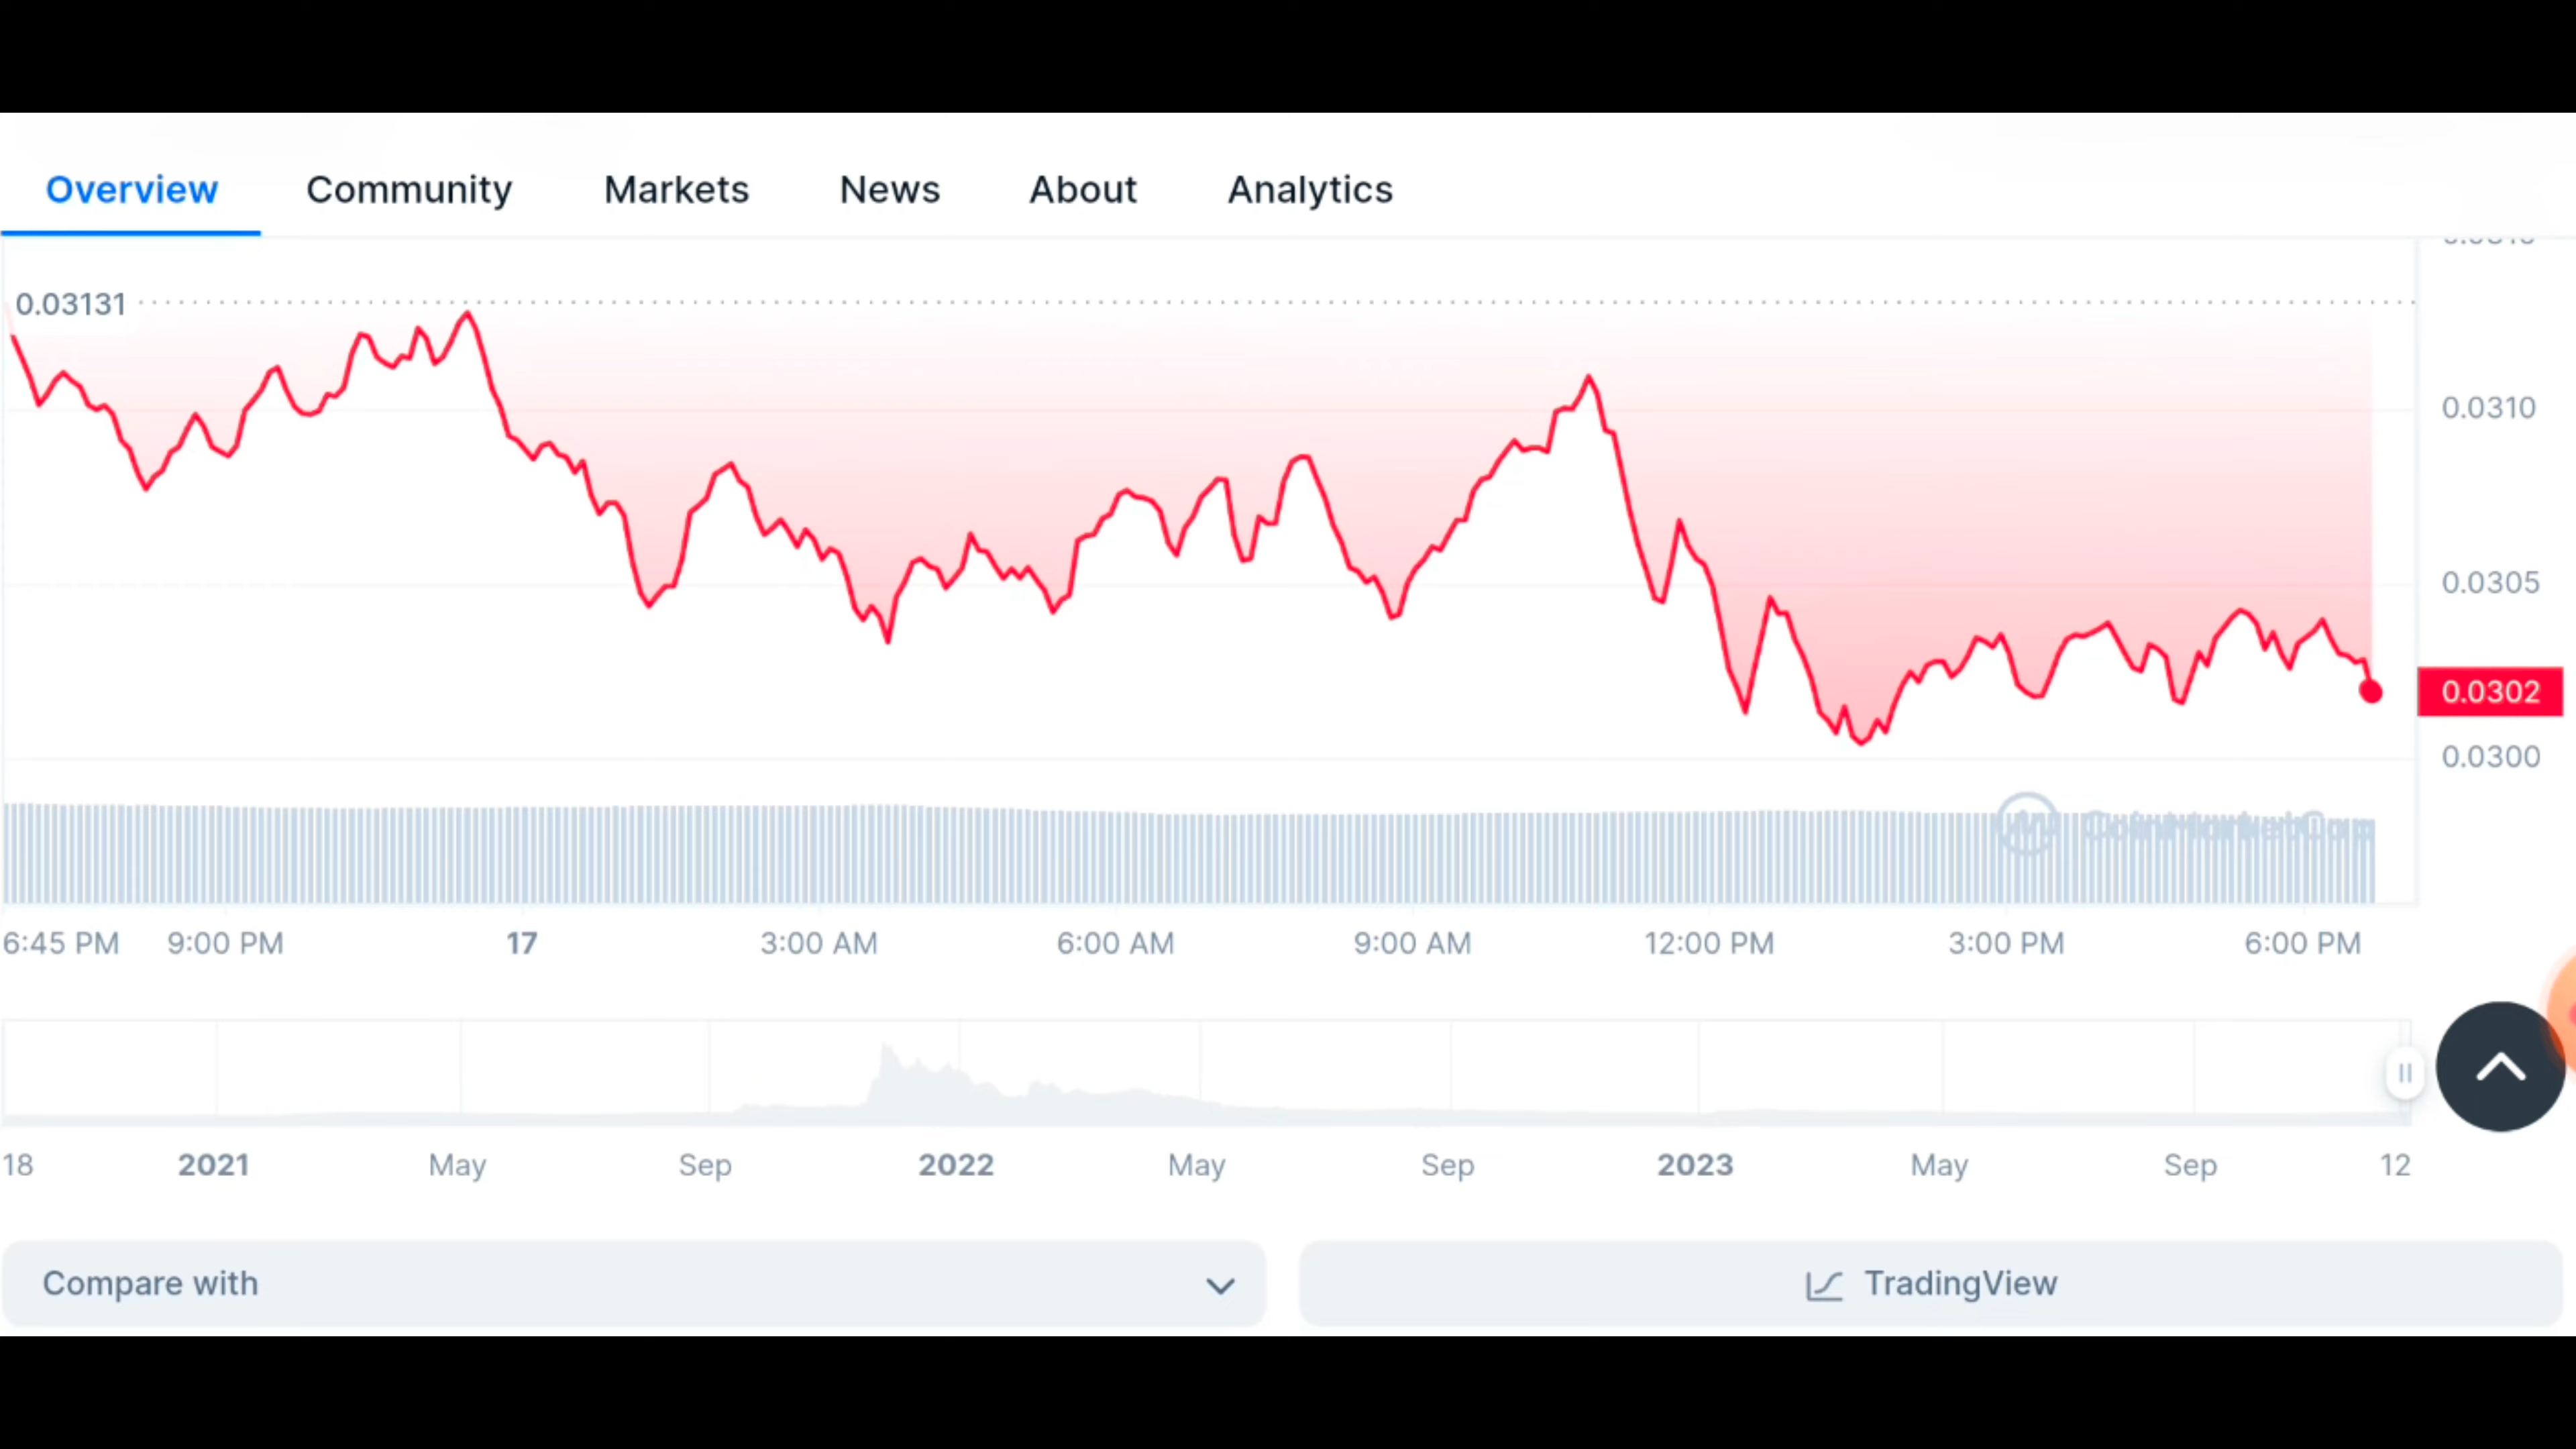 Overview Community Markets News About Analytics
0.03131
0.0310
0.0305
0.0302
0.0300
CoinMarketCap
6:45 PM 9:00 PM 17 3:00 AM 6:00 AM 9:00 AM 12:00 PM 3:00 PM 6:00 PM
18 2021 May Sep 2022 May Sep 2023 May Sep 12
Compare with TradingView